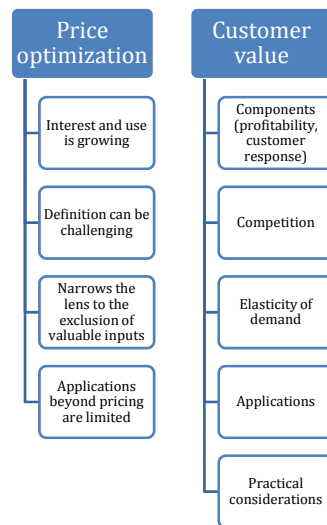 Price
optimization
Interest and use
is growing
Definition can be
challenging
Narrows the
lens to the
exclusion of
valuable inputs
Applications
beyond pricing
are limited
Customer
value
Components
(profitability,
customer
response)
Competition
Elasticity of
demand
Applications
Practical
considerations